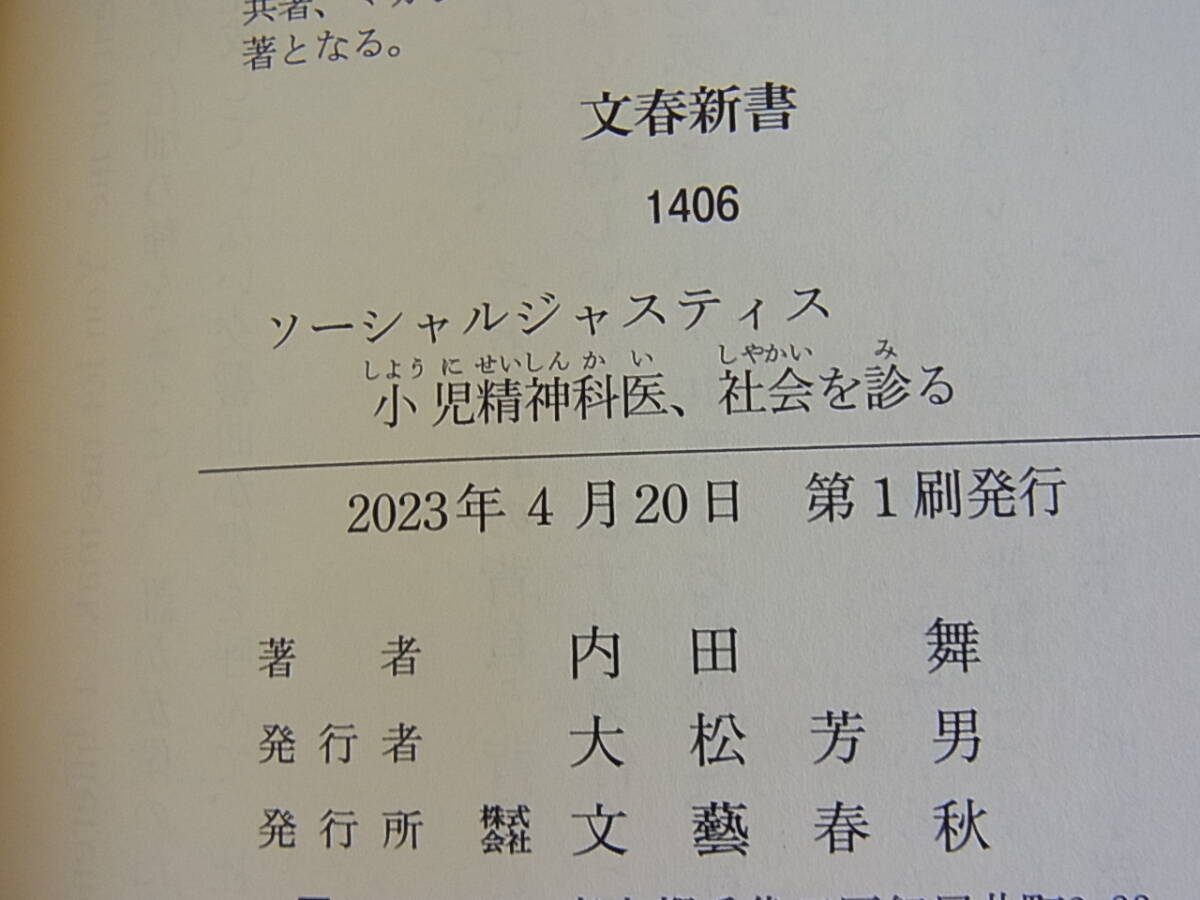 著となる。
文春新書
1406
ソーシャルジャスティス
しように せいしん か い しやかい み
小児精神科医、社会を診る
2023年4月20日 第1刷発行
著 者 内田 舞
発行者 大松芳男
発行所 株式会社 文藝春秋